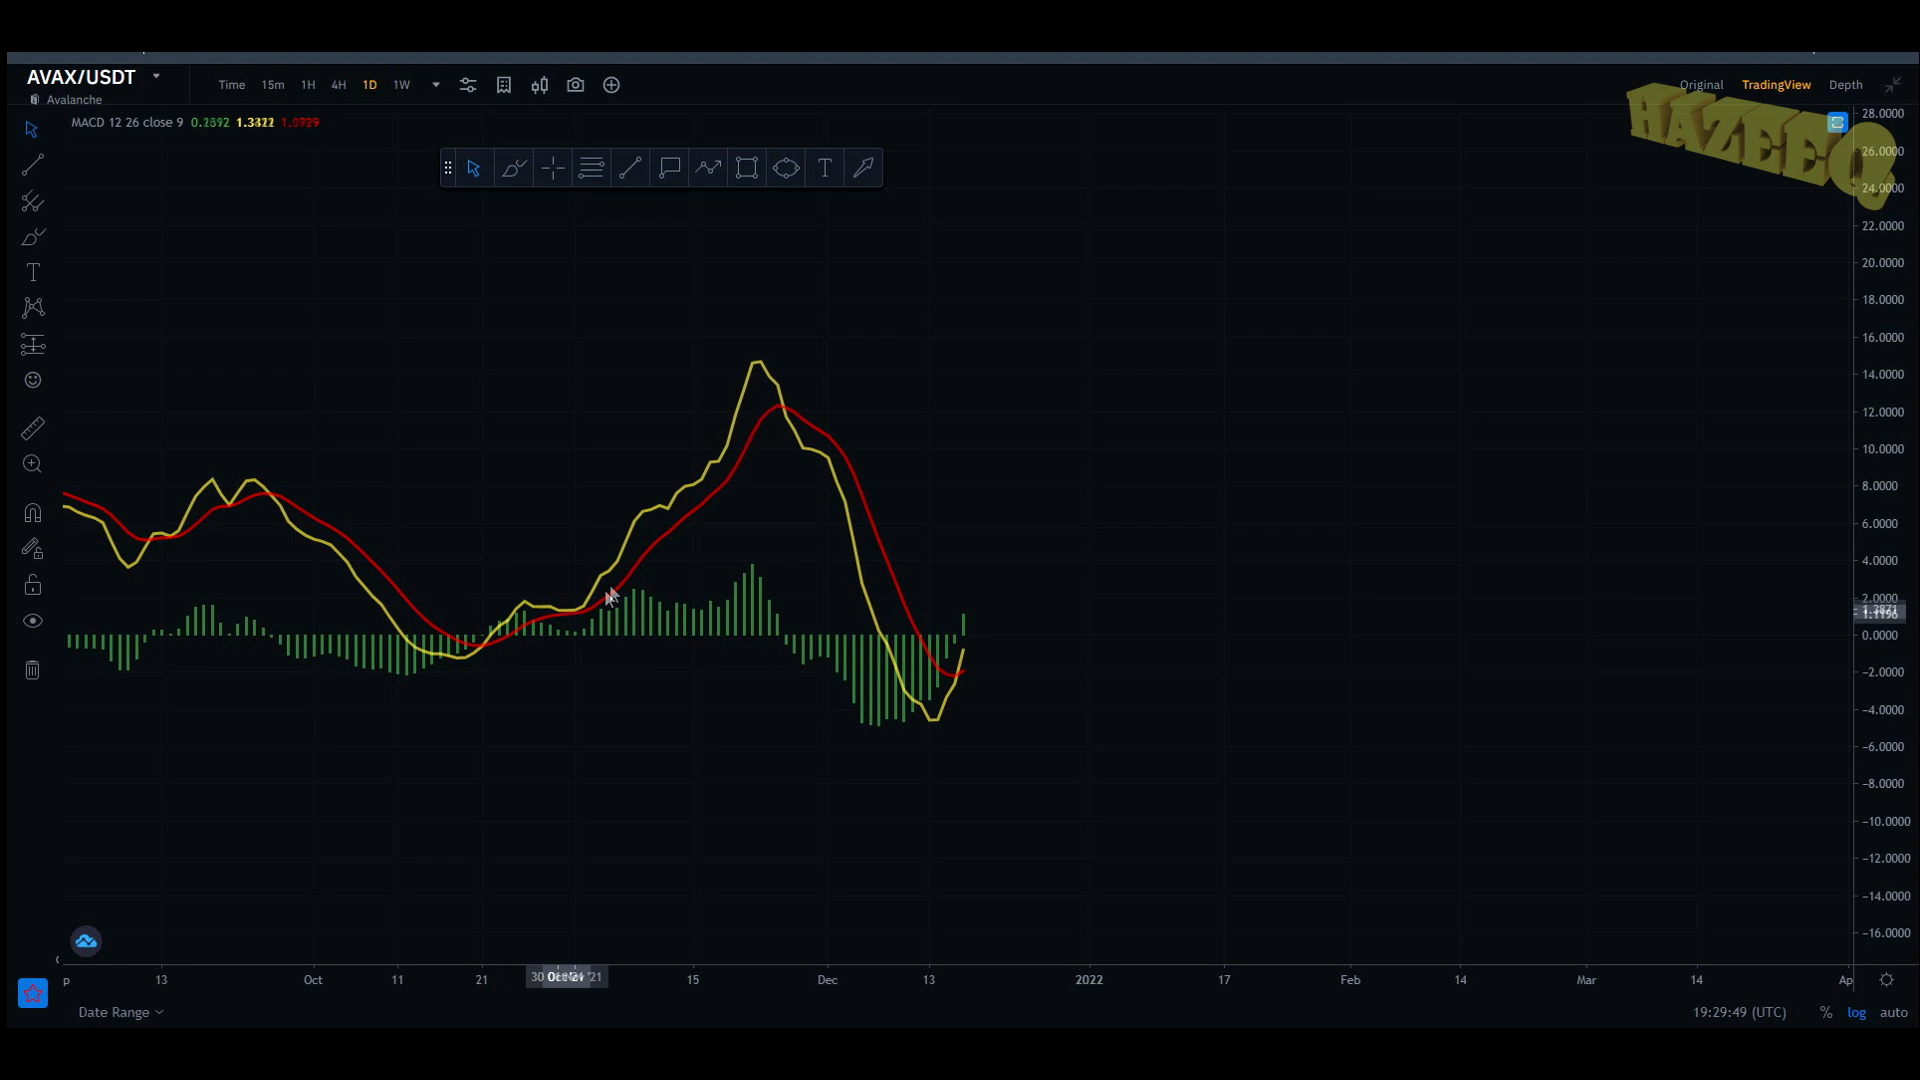 AVAX/USDT
Avalanche
Time 15m 1H 4H 1D 1W
Original TradingView Depth
HAZEEQ
MACD 12 26 close 9
28.0000
26.0000
24.0000
22.0000
20.0000
18.0000
16.0000
14.0000
12.0000
10.0000
8.0000
6.0000
4.0000
2.0000
0.0000
-2.0000
-4.0000
-6.0000
-8.0000
-10.0000
-12.0000
-14.0000
-16.0000
p 13 Oct 11 21 30 Oct '21 15 Dec 13 2022 17 Feb 14 Mar 14 Ap
Date Range
19:29:49 (UTC) % log auto